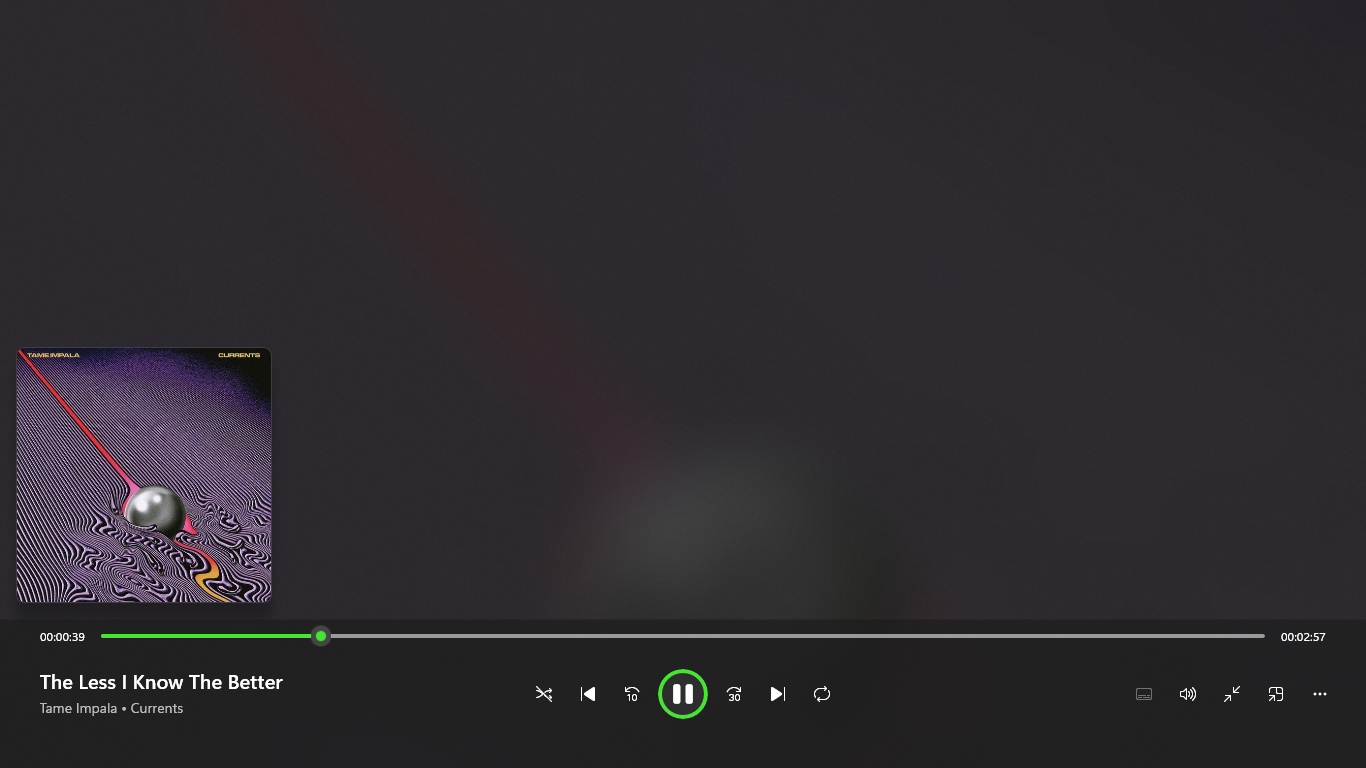 TAME IMPALA
CURRENTS
00:00:39
00:02:57
The Less I Know The Better
Tame Impala • Currents
10
30